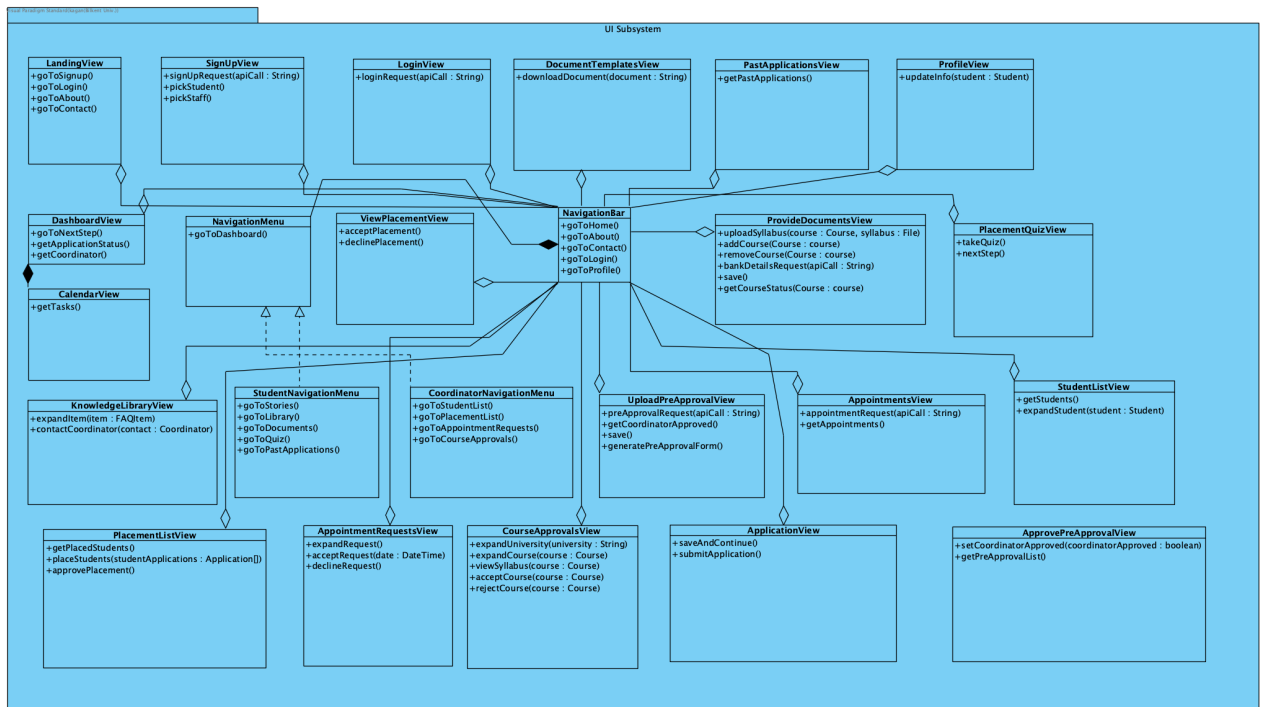 Visual Paradigm Standard
UI Subsystem
LandingView
+goToSignup()
+goToLogin()
+goToAbout()
+goToContact()
SignUpView
+signUpRequest(apiCall : String)
+pickStudent()
+pickStaff()
LoginView
+loginRequest(apiCall : String)
DocumentTemplatesView
+downloadDocument(document : String)
PastApplicationsView
+getPastApplications()
ProfileView
+updateInfo(student : Student)
DashboardView
+goToNextStep()
+getApplicationStatus()
+getCoordinator()
NavigationMenu
+goToDashboard()
ViewPlacementView
+acceptPlacement()
+declinePlacement()
NavigationBar
+goToHome()
+goToAbout()
+goToContact()
+goToLogin()
+goToProfile()
ProvideDocumentsView
+uploadSyllabus(course : Course, syllabus : File)
+addCourse(Course : course)
+removeCourse(Course : course)
+bankDetailsRequest(apiCall : String)
+save()
+getCourseStatus(Course : course)
PlacementQuizView
+takeQuiz()
+nextStep()
CalendarView
+getTasks()
KnowledgeLibraryView
+expandItem(item : FAQItem)
+contactCoordinator(contact : Coordinator)
StudentNavigationMenu
+goToStories()
+goToLibrary()
+goToDocuments()
+goToQuiz()
+goToPastApplications()
CoordinatorNavigationMenu
+goToStudentList()
+goToPlacementList()
+goToAppointmentRequests()
+goToCourseApprovals()
UploadPreApprovalView
+preApprovalRequest(apiCall : String)
+getCoordinatorApproved()
+save()
+generatePreApprovalForm()
AppointmentsView
+appointmentRequest(apiCall : String)
+getAppointments()
StudentListView
+getStudents()
+expandStudent(student : Student)
PlacementListView
+getPlacedStudents()
+placeStudents(studentApplications : Application[])
+approvePlacement()
AppointmentRequestsView
+expandRequest()
+acceptRequest(date : DateTime)
+declineRequest()
CourseApprovalsView
+expandUniversity(university : String)
+expandCourse(course : Course)
+viewSyllabus(course : Course)
+acceptCourse(course : Course)
+rejectCourse(course : Course)
ApplicationView
+saveAndContinue()
+submitApplication()
ApprovePreApprovalView
+setCoordinatorApproved(coordinatorApproved : boolean)
+getPreApprovalList()